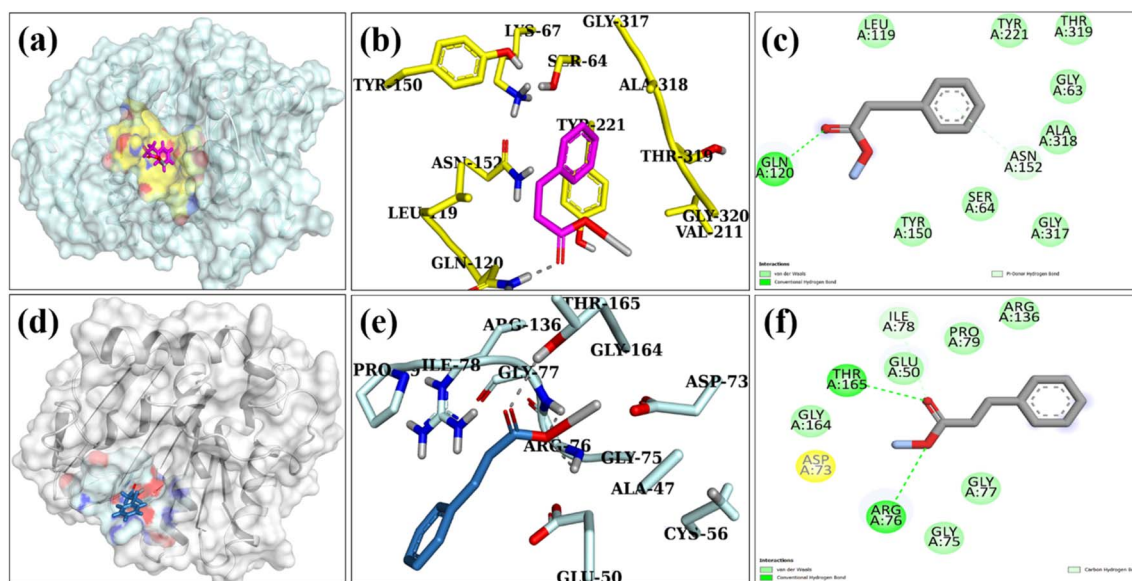 (a)
(b)
LYS-67
GLY-317
SER-64
TYR-150
ALA-318
TYR-221
ASN-152
THR-319
LEU-119
GLY-320
VAL-211
GLN-120
(c)
LEU
A:119
TYR
A:221
THR
A:319
GLY
A:63
ALA
A:318
ASN
A:152
GLN
A:120
SER
A:64
TYR
A:150
GLY
A:317
Interactions
van der Waals
Conventional Hydrogen Bond
Pi-Donor Hydrogen Bond
(d)
(e)
THR-165
ARG-136
GLY-164
ILE-78
GLY-77
ASP-73
ARG-76
GLY-75
ALA-47
CYS-56
GLU-50
(f)
ARG
A:136
ILE
A:78
PRO
A:79
GLU
A:50
THR
A:165
GLY
A:164
ASP
A:73
GLY
A:77
ARG
A:76
GLY
A:75
Interactions
van der Waals
Conventional Hydrogen Bond
Carbon Hydrogen